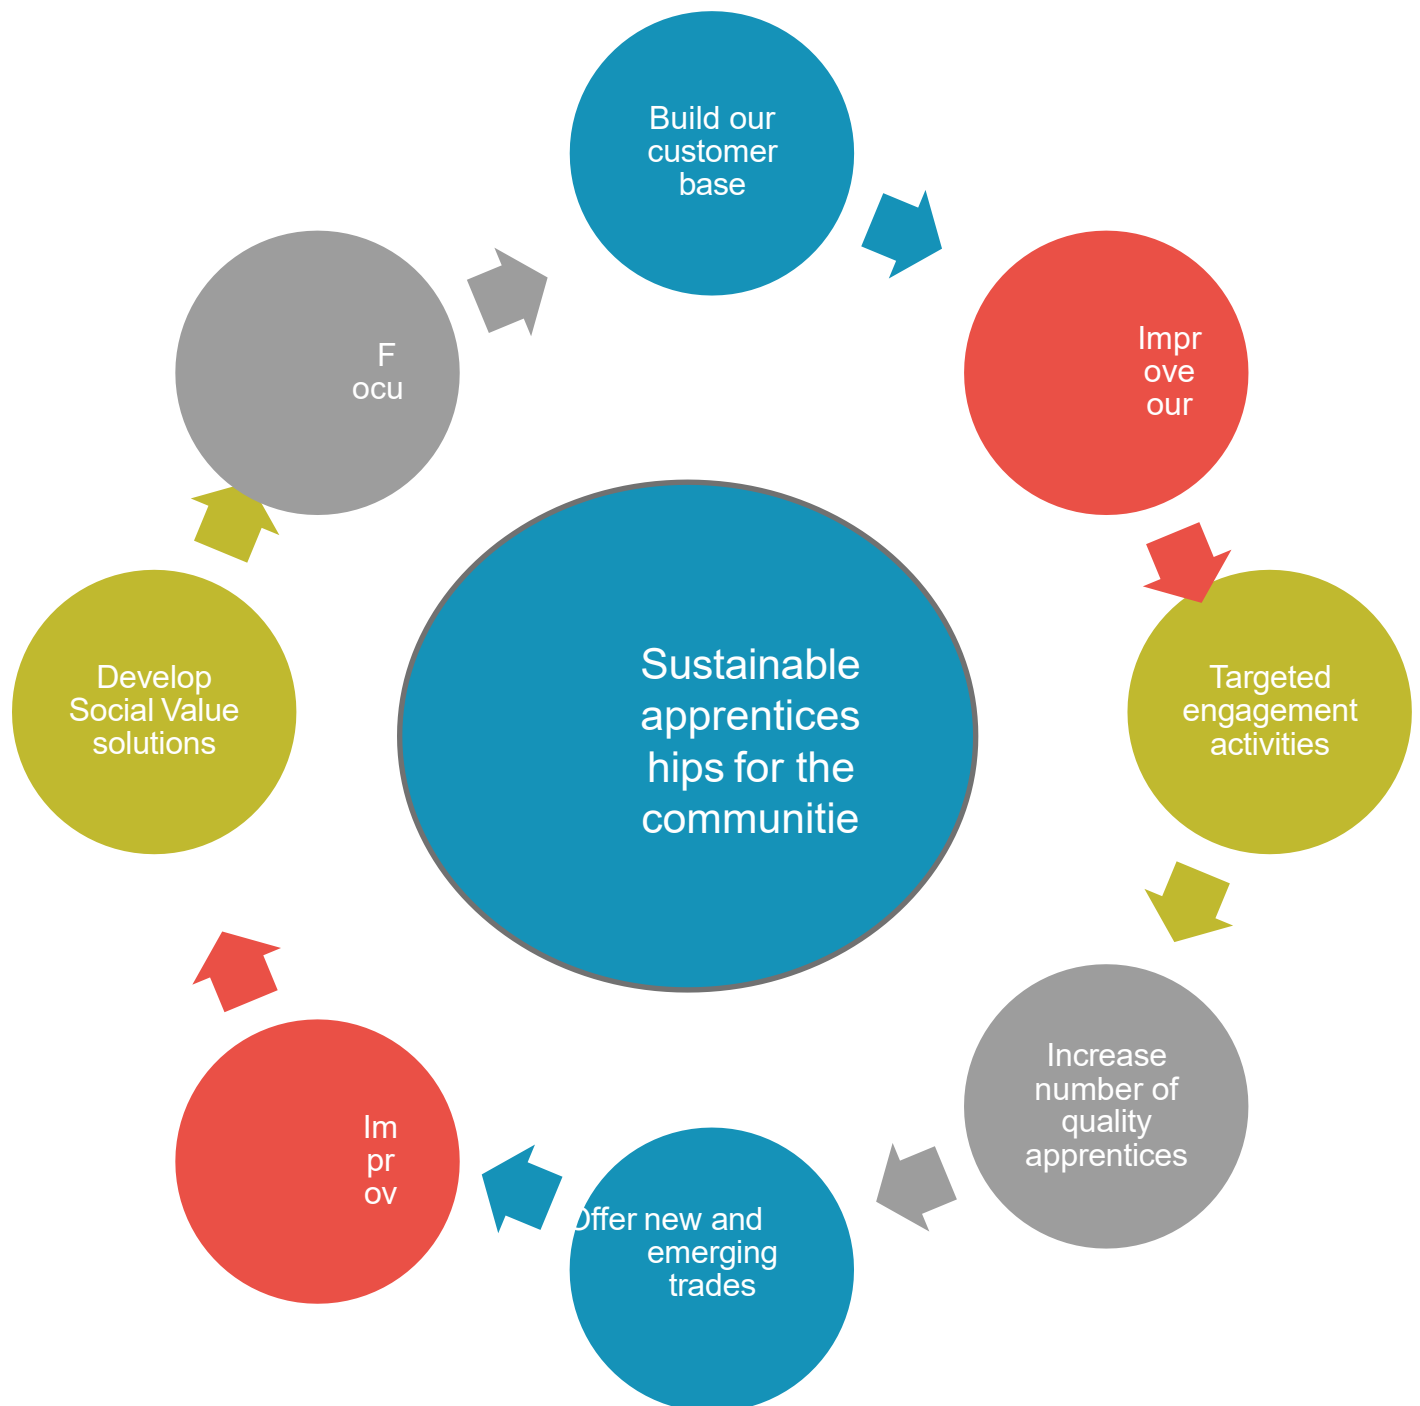 Build our
customer
base
Impr
ove
our
Targeted
engagement
activities
Increase
number of
quality
apprentices
Offer new and
emerging
trades
Im
pr
ov
Develop
Social Value
solutions
F
ocu
Sustainable
apprentices
hips for the
communitie